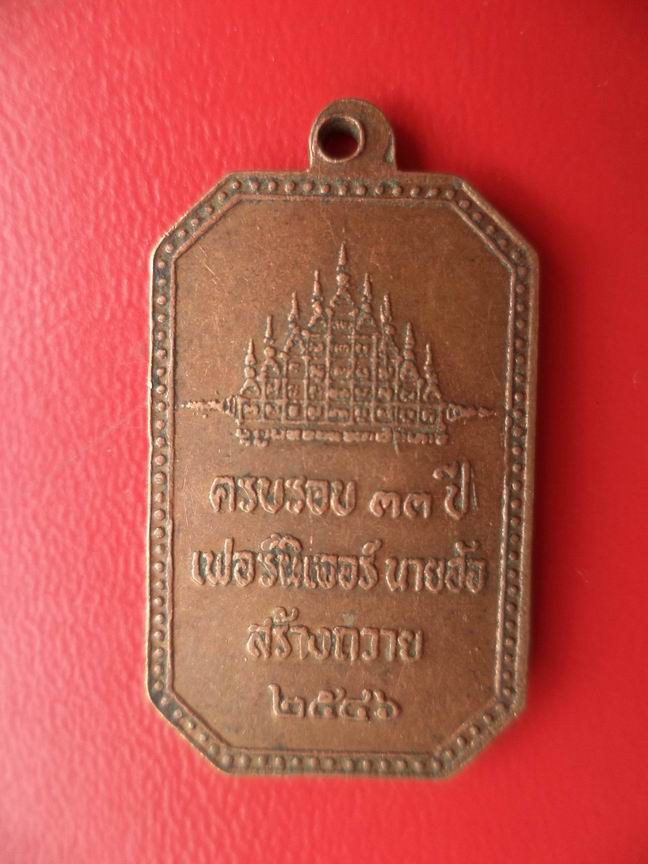 ครบรอบ ๓๓ ปี
เฟอร์นิเจอร์ นายฮ้อ
สร้างถวาย
๒๕๔๖